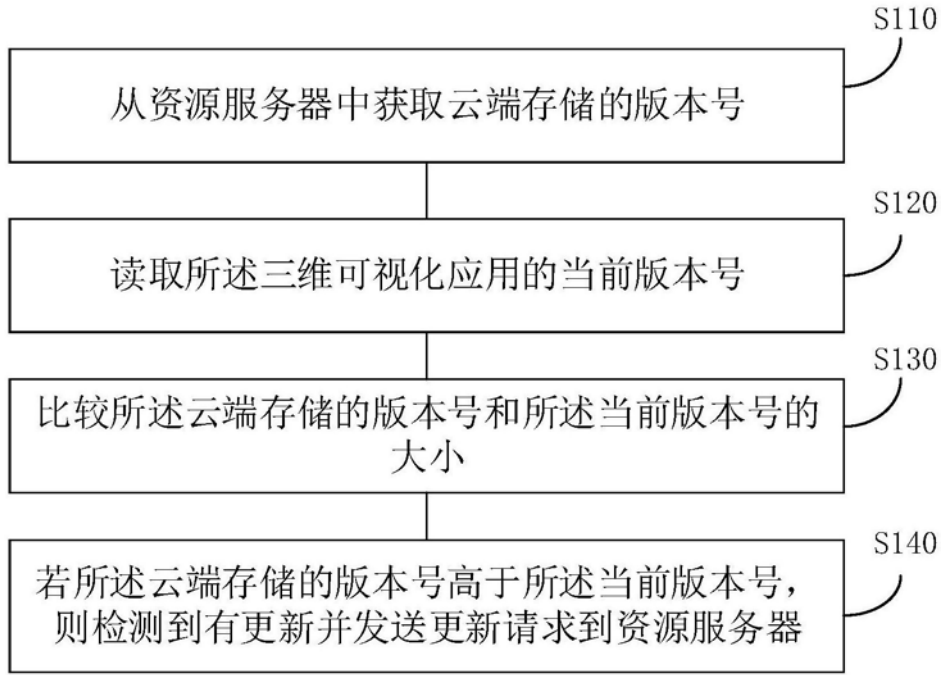 S110
从资源服务器中获取云端存储的版本号
S120
读取所述三维可视化应用的当前版本号
S130
比较所述云端存储的版本号和所述当前版本号的
大小
S140
若所述云端存储的版本号高于所述当前版本号，
则检测到有更新并发送更新请求到资源服务器